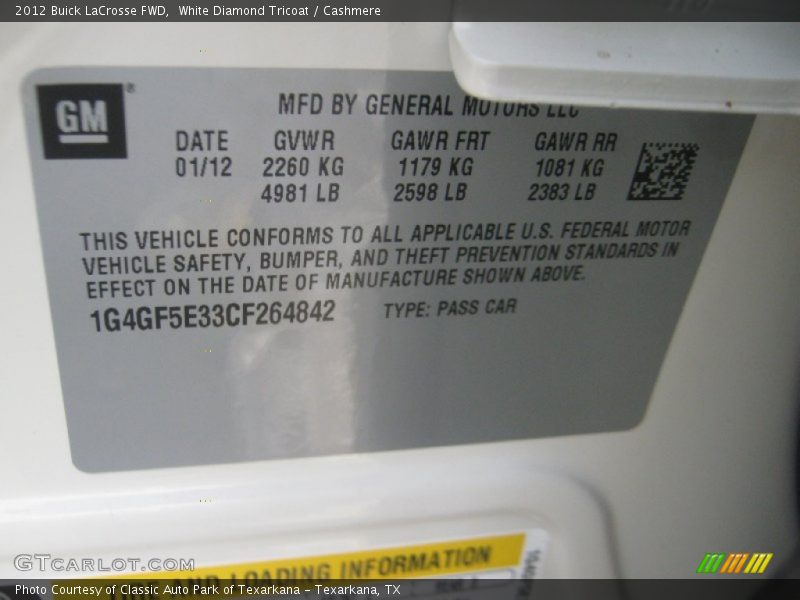 2012 Buick LaCrosse FWD, White Diamond Tricoat / Cashmere
GM ®
MFD BY GENERAL MOTORS LLC
DATE GVWR GAWR FRT GAWR RR
01/12 2260 KG 1179 KG 1081 KG
4981 LB 2598 LB 2383 LB
THIS VEHICLE CONFORMS TO ALL APPLICABLE U.S. FEDERAL MOTOR
VEHICLE SAFETY, BUMPER, AND THEFT PREVENTION STANDARDS IN
EFFECT ON THE DATE OF MANUFACTURE SHOWN ABOVE.
1G4GF5E33CF264842 TYPE: PASS CAR
AND LOADING INFORMATION
GTCarLot.com
Photo Courtesy of Classic Auto Park of Texarkana - Texarkana, TX